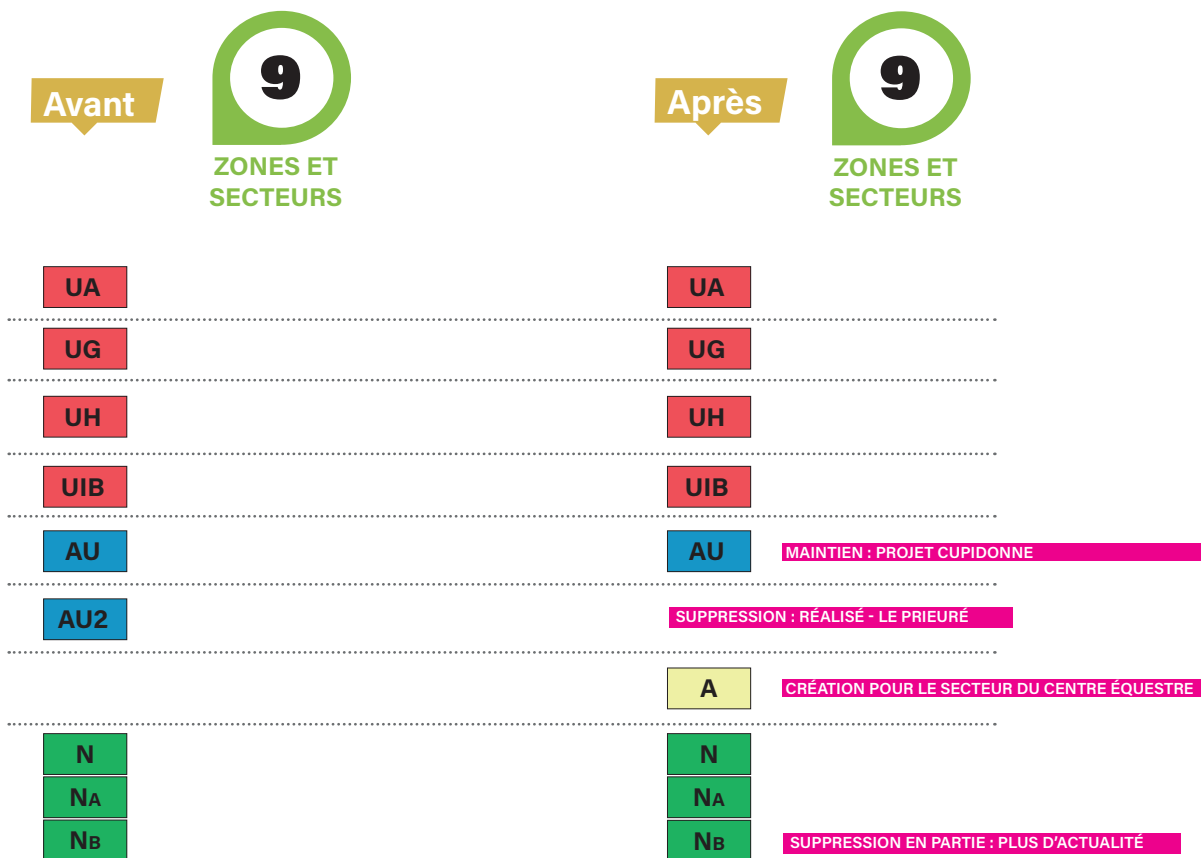 Avant
9
ZONES ET
SECTEURS
Après
9
ZONES ET
SECTEURS
UA
UA
UG
UG
UH
UH
UIB
UIB
AU
AU
MAINTIEN : PROJET CUPIDONNE
AU2
SUPPRESSION : RÉALISÉ - LE PRIEURÉ
A
CRÉATION POUR LE SECTEUR DU CENTRE ÉQUESTRE
N
N
NA
NA
NB
NB
SUPPRESSION EN PARTIE : PLUS D'ACTUALITÉ